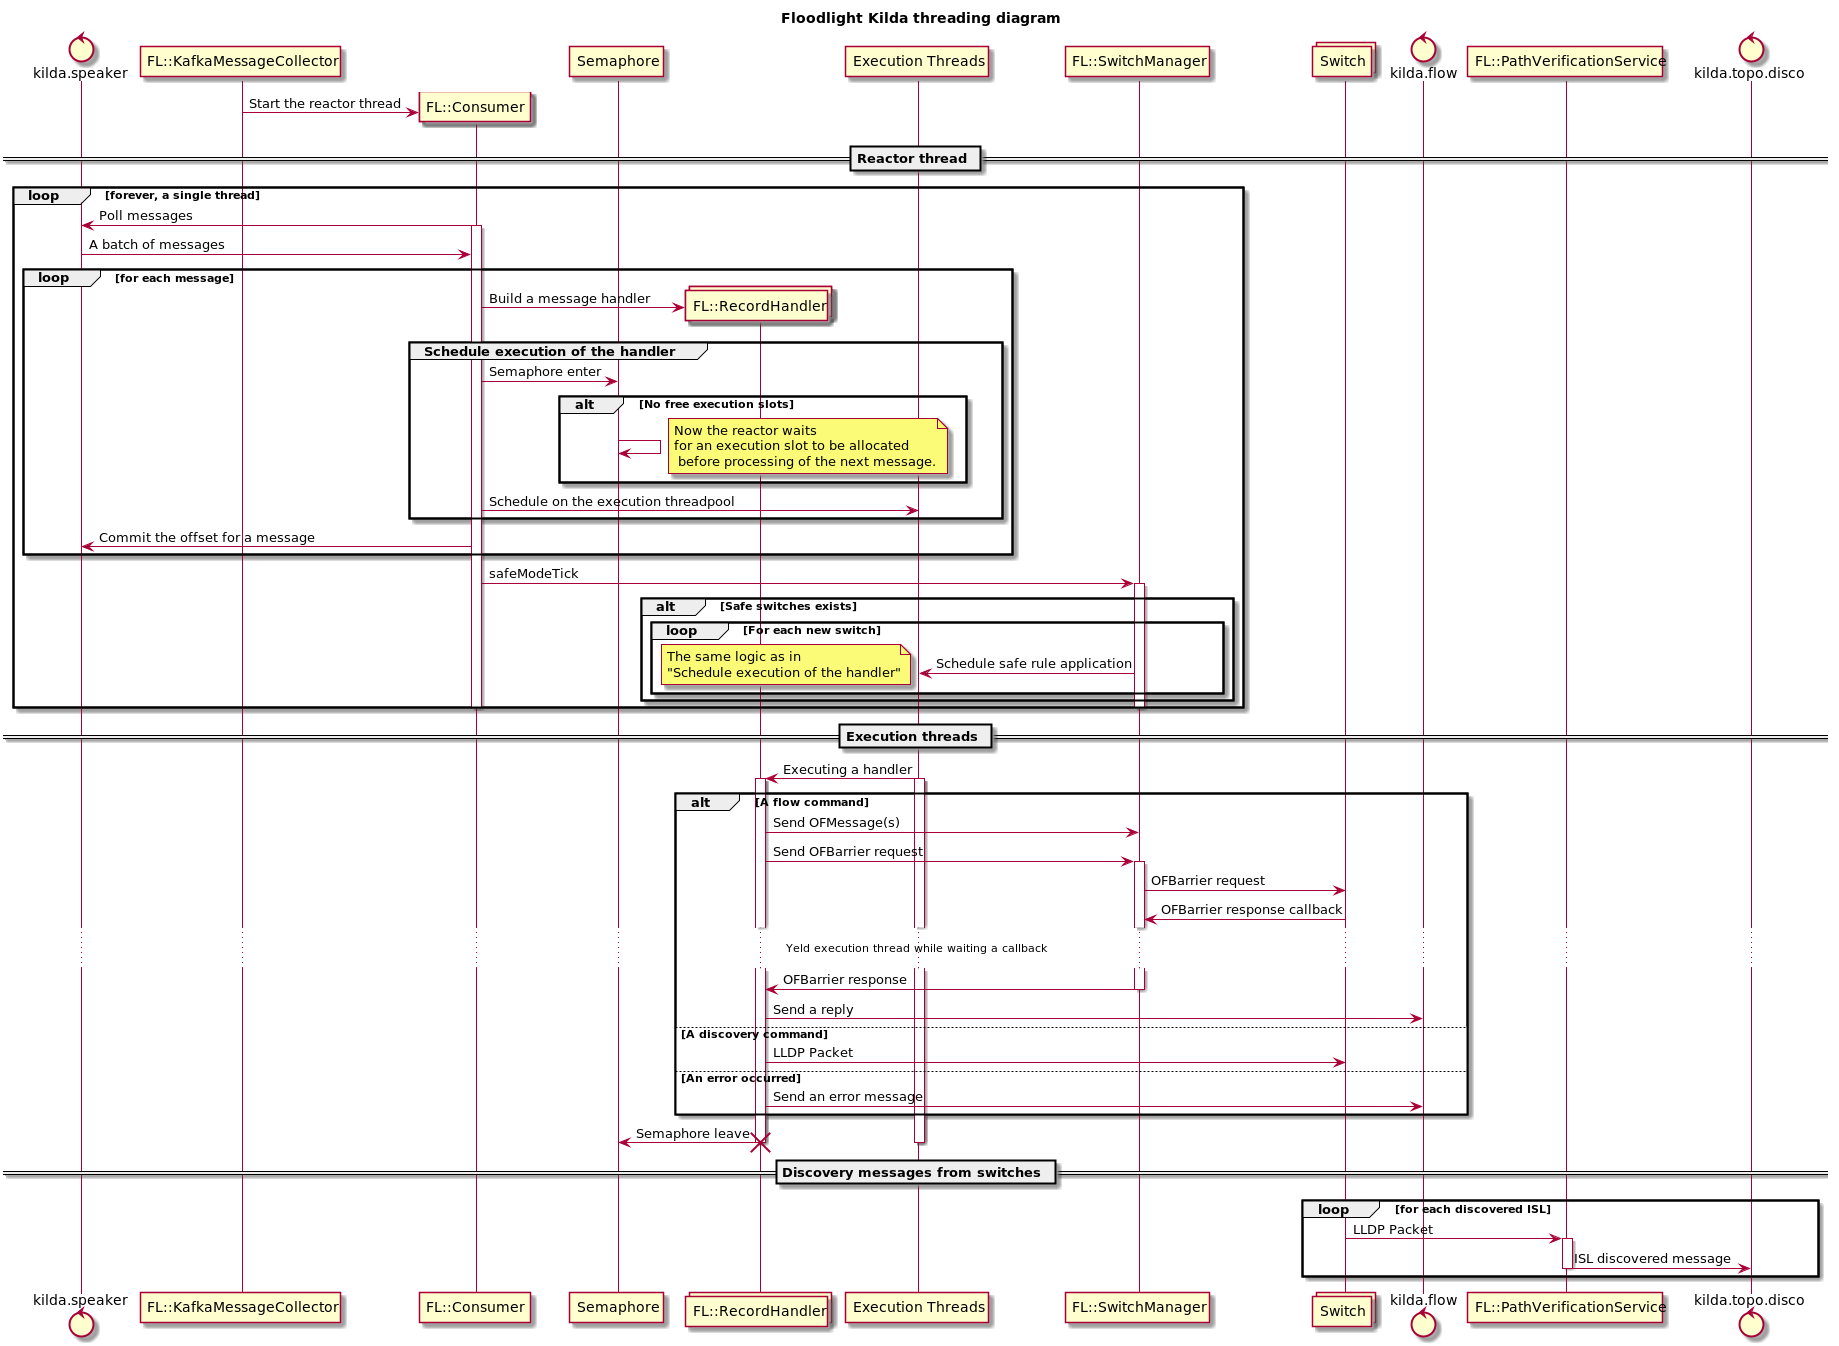 Floodlight Kilda threading diagram
kilda.speaker
FL::KafkaMessageCollector
Semaphore
Execution Threads
FL::SwitchManager
Switch
kilda.flow
FL::PathVerificationService
kilda.topo.disco
Start the reactor thread
FL::Consumer
Reactor thread
loop [forever, a single thread]
Poll messages
A batch of messages
loop [for each message]
Build a message handler
FL::RecordHandler
Schedule execution of the handler
Semaphore enter
alt [No free execution slots]
Now the reactor waits
for an execution slot to be allocated
before processing of the next message.
Schedule on the execution threadpool
Commit the offset for a message
safeModeTick
alt [Safe switches exists]
loop [For each new switch]
The same logic as in
"Schedule execution of the handler"
Schedule safe rule application
Execution threads
Executing a handler
alt [A flow command]
Send OFMessage(s)
Send OFBarrier request
OFBarrier request
OFBarrier response callback
Yeld execution thread while waiting a callback
OFBarrier response
Send a reply
[A discovery command]
LLDP Packet
[An error occurred]
Send an error message
Semaphore leave
Discovery messages from switches
loop [for each discovered ISL]
LLDP Packet
ISL discovered message
kilda.speaker
FL::KafkaMessageCollector
FL::Consumer
Semaphore
FL::RecordHandler
Execution Threads
FL::SwitchManager
Switch
kilda.flow
FL::PathVerificationService
kilda.topo.disco